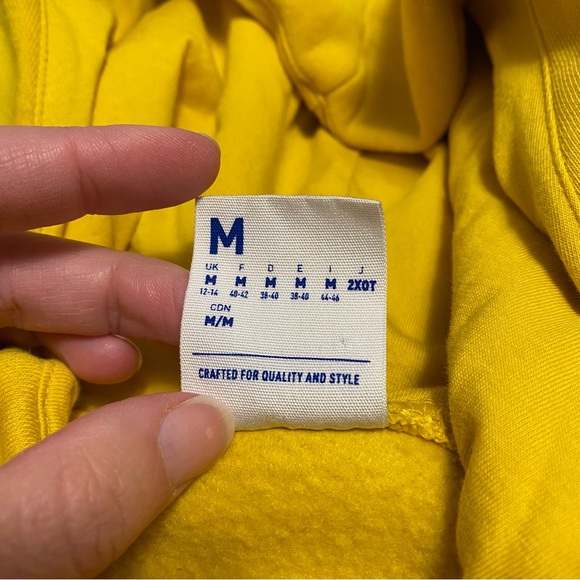 M
UK F D E I J
M M M M M 2XOT
12-14 40-42 38-40 38-40 44-46
CDN
M/M
CRAFTED FOR QUALITY AND STYLE